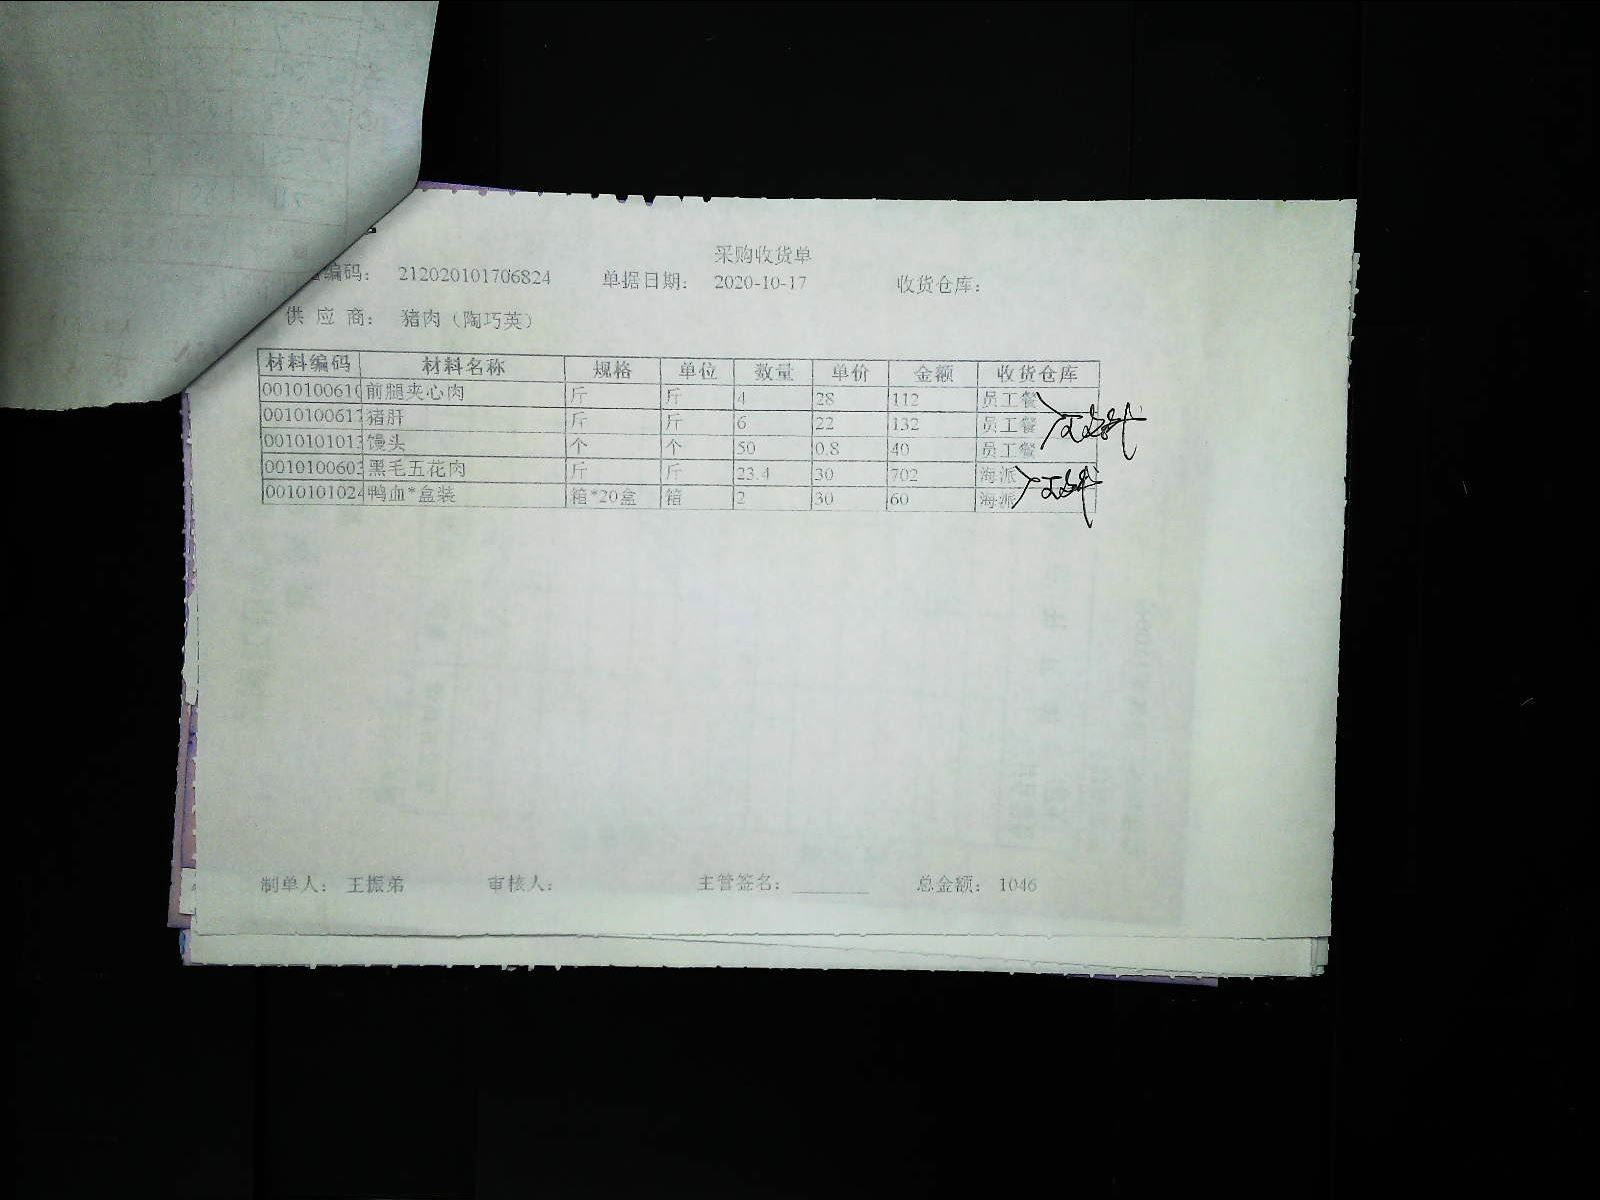 采购收货单
编码： 212020101706824 单据日期： 2020-10-17 收货仓库：
供 应 商： 猪肉（陶巧英）
材料编码 材料名称 规格 单位 数量 单价 金额 收货仓库
001010061 前腿夹心肉 斤 斤 4 28 112 员工餐
0010100617 猪肝 斤 斤 6 22 132 员工餐
001010101 馒头 个 个 50 0.8 40 员工餐
001010060 黑毛五花肉 斤 斤 23.4 30 702 海派
001010102 鸭血*盒装 箱*20盒 箱 2 30 60 海派
制单人： 王振弟 审核人： 主管签名： 总金额： 1046